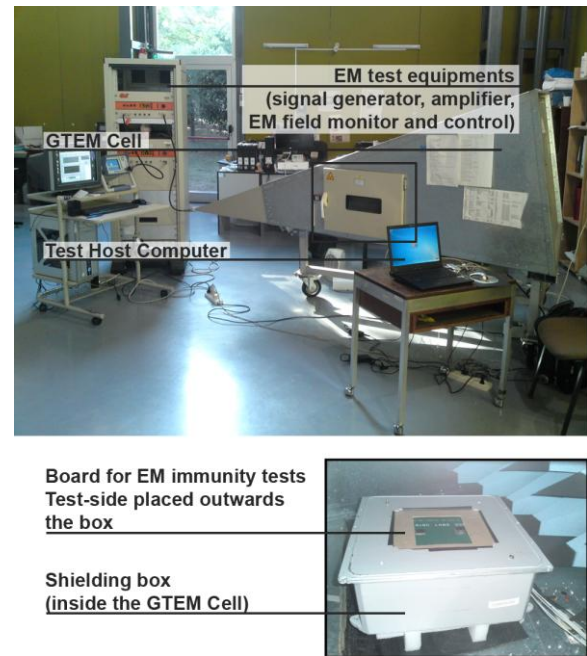 EM test equipments
(signal generator, amplifier,
EM field monitor and control)
GTEM Cell
Test Host Computer
Board for EM immunity tests
Test-side placed outwards
the box
Shielding box
(inside the GTEM Cell)